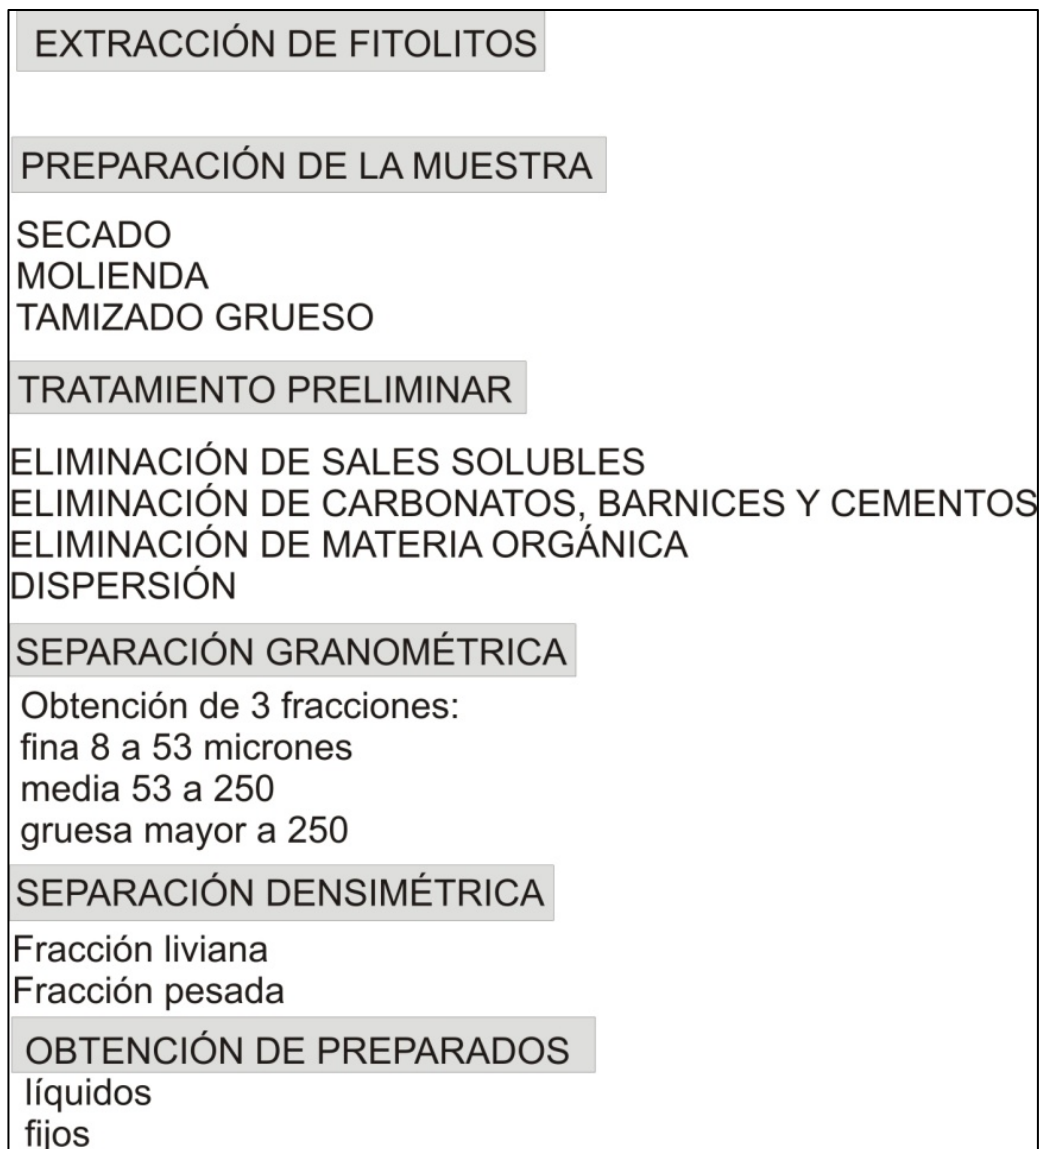 EXTRACCIÓN DE FITOLITOS
PREPARACIÓN DE LA MUESTRA
SECADO
MOLIENDA
TAMIZADO GRUESO
TRATAMIENTO PRELIMINAR
ELIMINACIÓN DE SALES SOLUBLES
ELIMINACIÓN DE CARBONATOS, BARNICES Y CEMENTOS
ELIMINACIÓN DE MATERIA ORGÁNICA
DISPERSIÓN
SEPARACIÓN GRANOMÉTRICA
Obtención de 3 fracciones:
fina 8 a 53 micrones
media 53 a 250
gruesa mayor a 250
SEPARACIÓN DENSIMÉTRICA
Fracción liviana
Fracción pesada
OBTENCIÓN DE PREPARADOS
líquidos
fijos